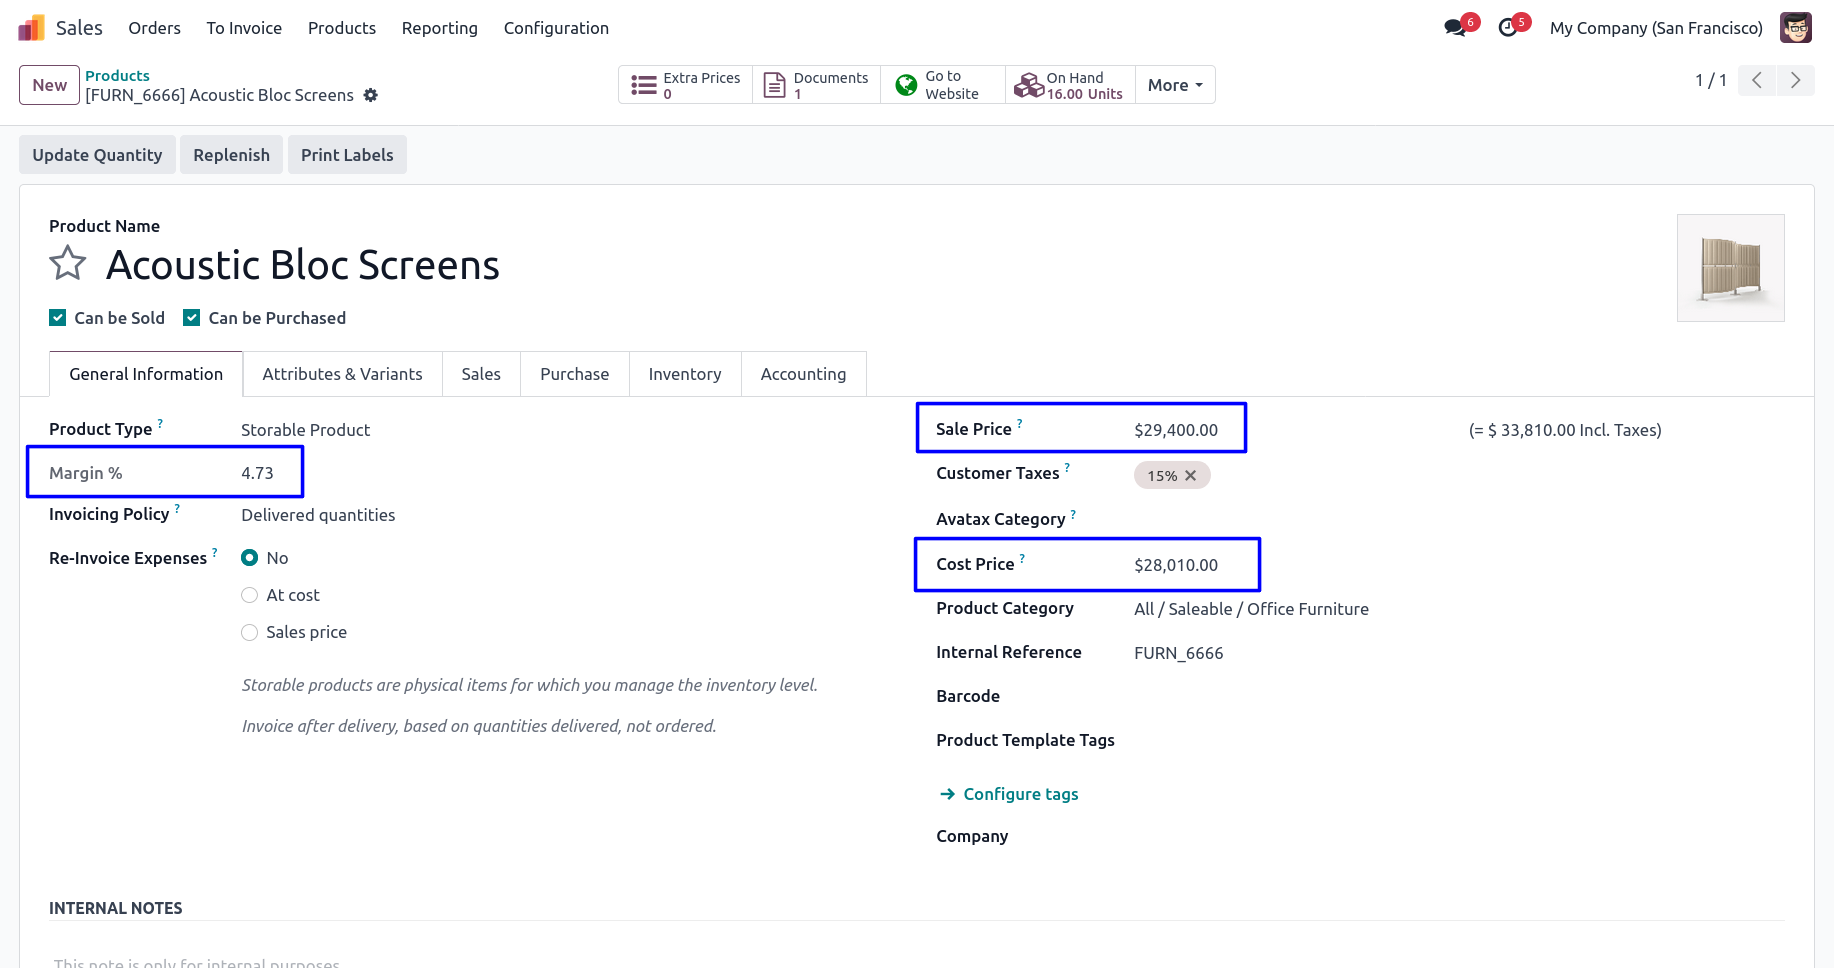 Sales Orders To Invoice Products Reporting Configuration 6 5 My Company (San Francisco)
New Products Extra Prices 0 Documents 1 Go to Website On Hand 16.00 Units More 1 / 1
[FURN_6666] Acoustic Bloc Screens
Update Quantity Replenish Print Labels
Product Name
Acoustic Bloc Screens
Can be Sold Can be Purchased
General Information Attributes & Variants Sales Purchase Inventory Accounting
Product Type ? Storable Product
Margin % 4.73
Invoicing Policy ? Delivered quantities
Re-Invoice Expenses ? No
At cost
Sales price
Storable products are physical items for which you manage the inventory level.
Invoice after delivery, based on quantities delivered, not ordered.
Sale Price ? $29,400.00 (= $ 33,810.00 Incl. Taxes)
Customer Taxes ? 15%
Avatax Category ?
Cost Price ? $28,010.00
Product Category All / Saleable / Office Furniture
Internal Reference FURN_6666
Barcode
Product Template Tags
Configure tags
Company
INTERNAL NOTES
This note is only for internal purposes.